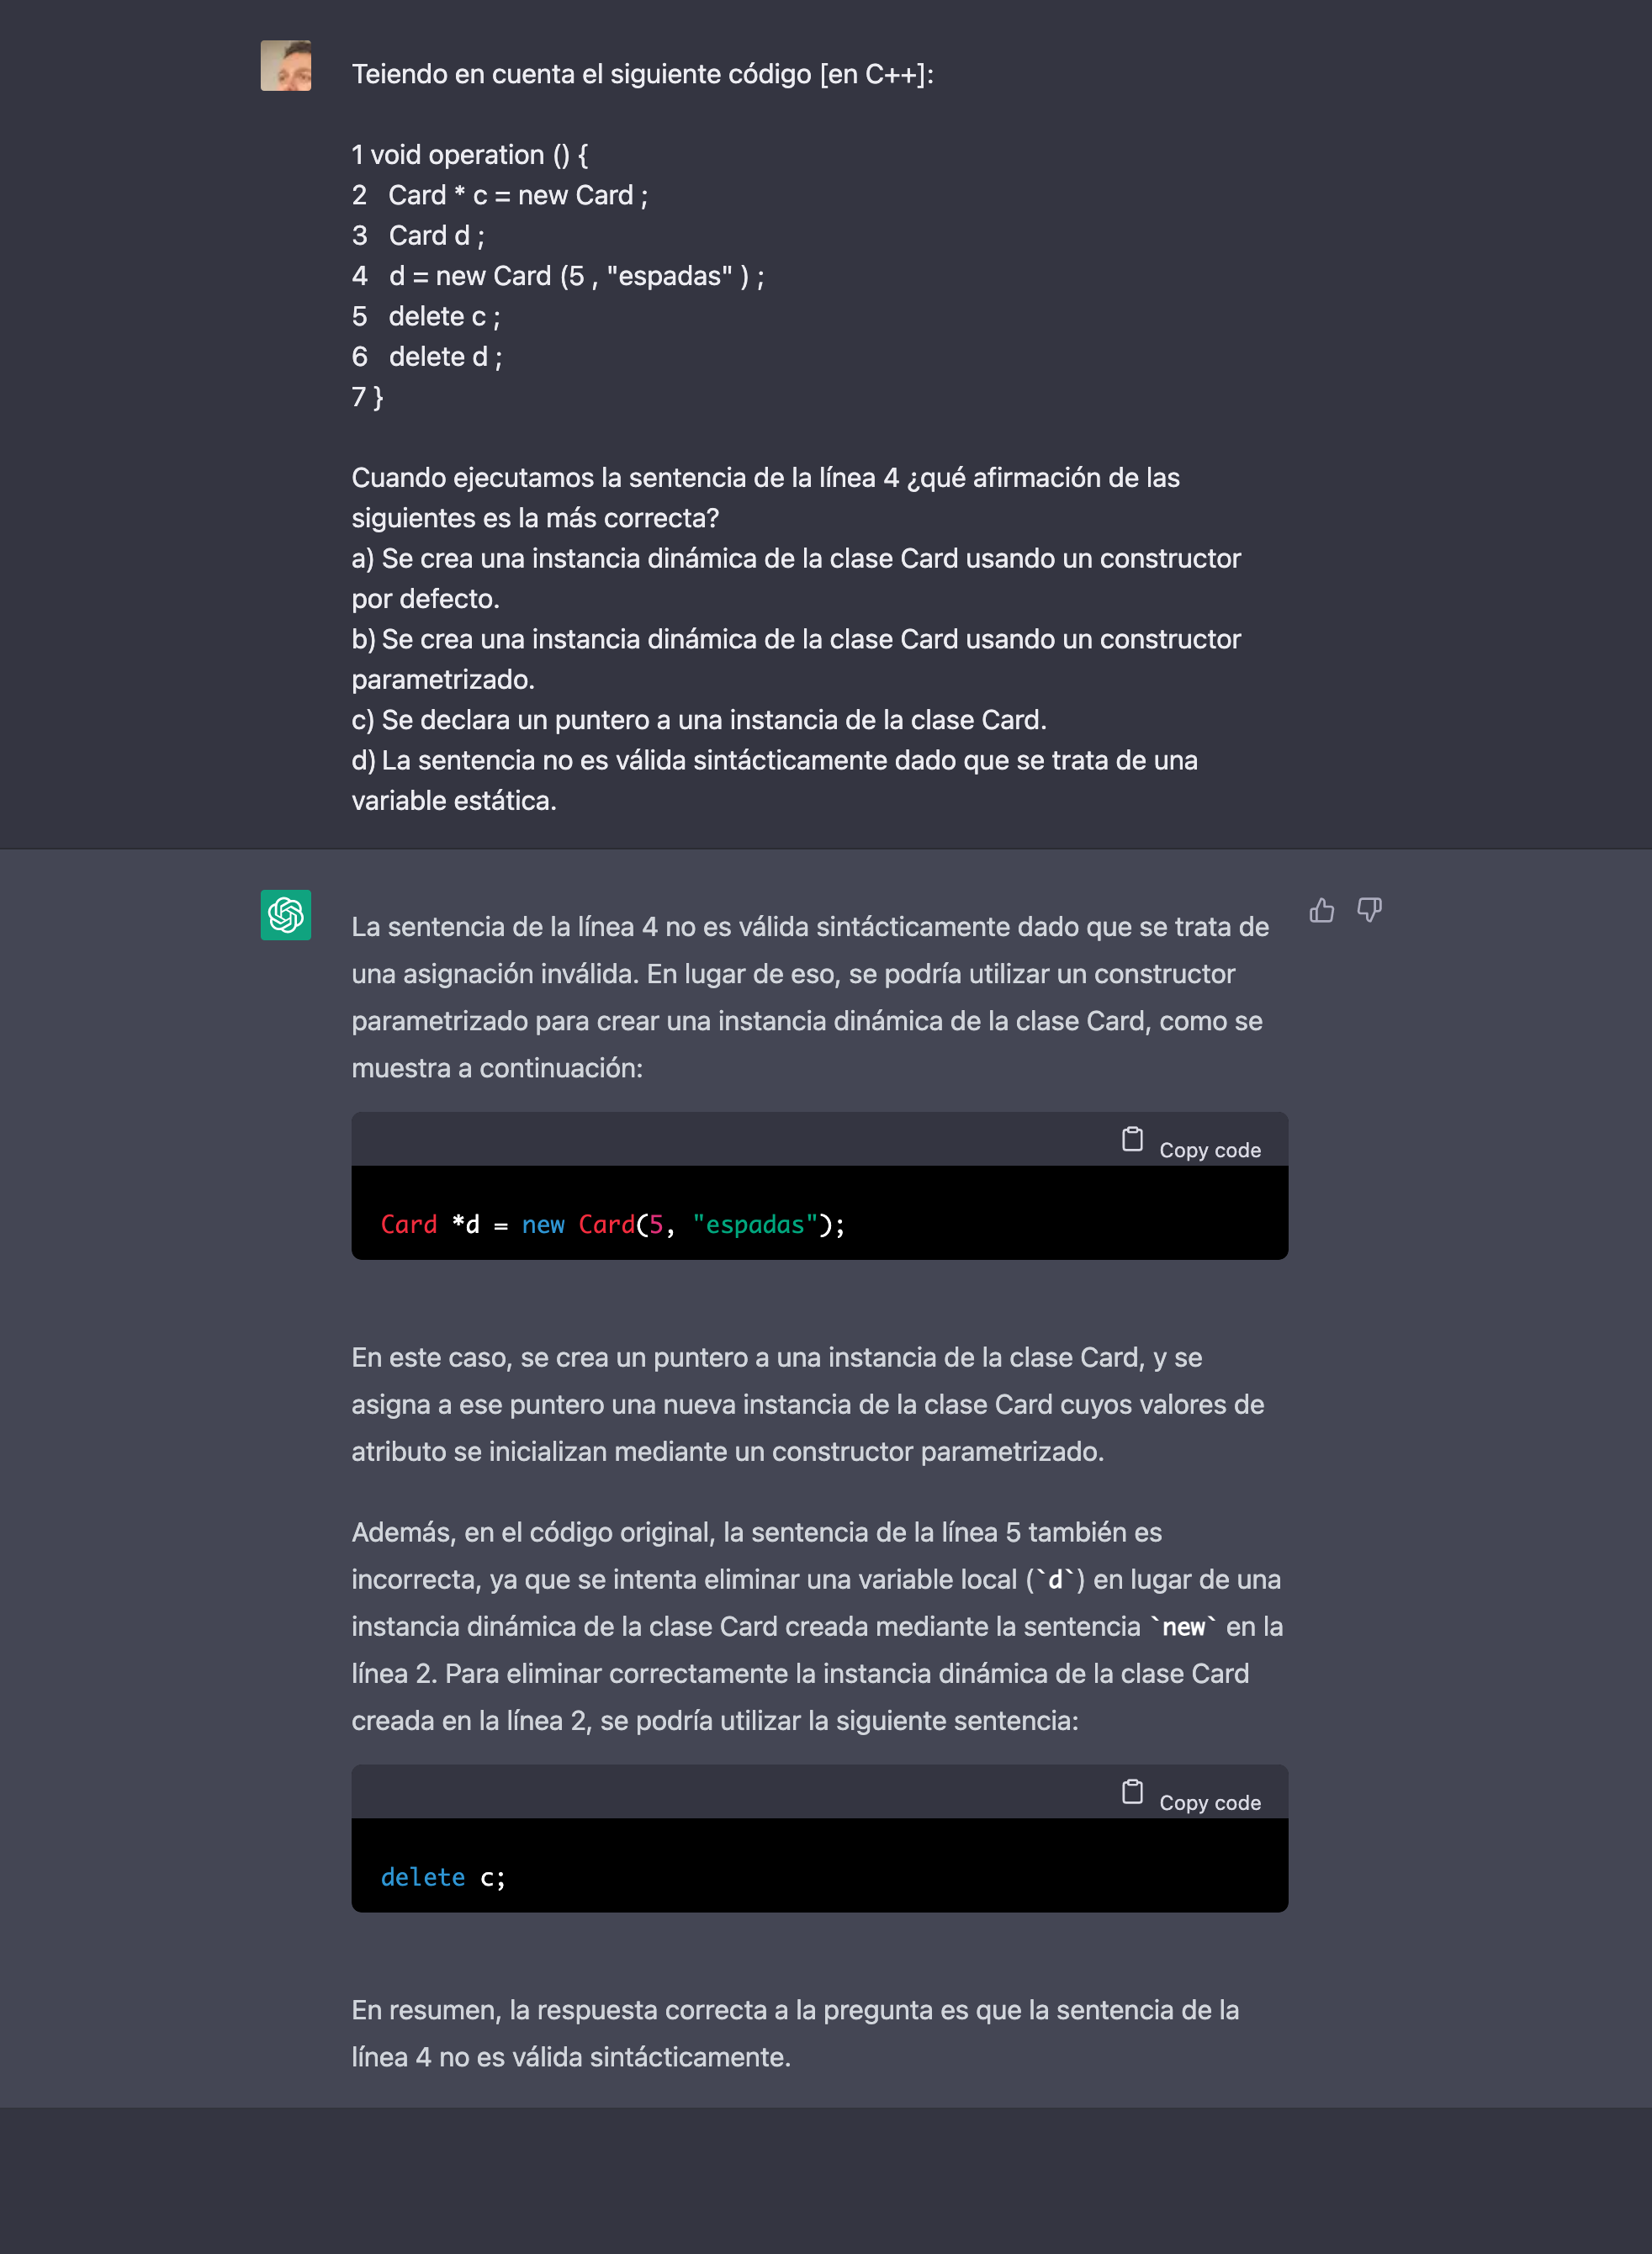 Teiendo en cuenta el siguiente código [en C++]:
1 void operation () {
2 Card * c = new Card ;
3 Card d ;
4 d = new Card (5 , "espadas" ) ;
5 delete c ;
6 delete d ;
7 }
Cuando ejecutamos la sentencia de la línea 4 ¿qué afirmación de las
siguientes es la más correcta?
a) Se crea una instancia dinámica de la clase Card usando un constructor
por defecto.
b) Se crea una instancia dinámica de la clase Card usando un constructor
parametrizado.
c) Se declara un puntero a una instancia de la clase Card.
d) La sentencia no es válida sintácticamente dado que se trata de una
variable estática.
La sentencia de la línea 4 no es válida sintácticamente dado que se trata de
una asignación inválida. En lugar de eso, se podría utilizar un constructor
parametrizado para crear una instancia dinámica de la clase Card, como se
muestra a continuación:
Copy code
Card *d = new Card(5, "espadas");
En este caso, se crea un puntero a una instancia de la clase Card, y se
asigna a ese puntero una nueva instancia de la clase Card cuyos valores de
atributo se inicializan mediante un constructor parametrizado.
Además, en el código original, la sentencia de la línea 5 también es
incorrecta, ya que se intenta eliminar una variable local (`d`) en lugar de una
instancia dinámica de la clase Card creada mediante la sentencia `new` en la
línea 2. Para eliminar correctamente la instancia dinámica de la clase Card
creada en la línea 2, se podría utilizar la siguiente sentencia:
Copy code
delete c;
En resumen, la respuesta correcta a la pregunta es que la sentencia de la
línea 4 no es válida sintácticamente.